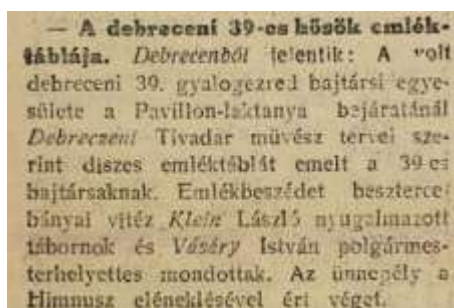 — A debreceni 39-es hősök emlék-
táblája. Debrecenből jelentik: A volt
debreceni 39. gyalogezred bajtársi egye-
sülete a Pavillon-laktanya bejáratánál
Debreczeni Tivadar művész tervei sze-
rint díszes emléktáblát emelt a 39-es
bajtársaknak. Emlékbeszédet besztercei
bányai vitéz Klein László nyugalmazott
tábornok és Vásáry István polgármes-
terhelyettes mondottak. Az ünnepély a
Himnusz eléneklésével ért véget.